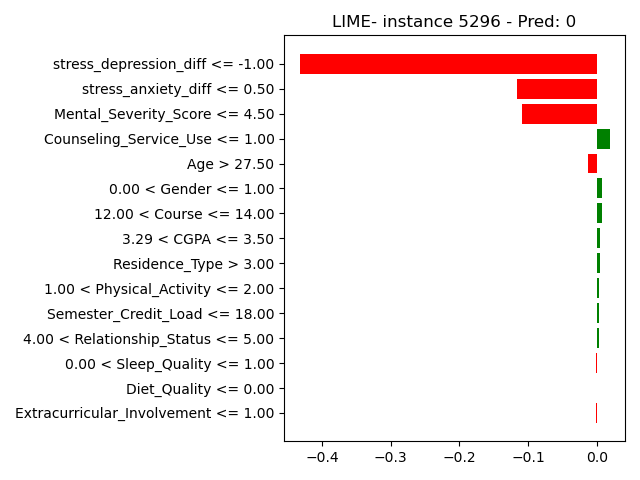 LIME- instance 5296 - Pred: 0
stress_depression_diff <= -1.00
stress_anxiety_diff <= 0.50
Mental_Severity_Score <= 4.50
Counseling_Service_Use <= 1.00
Age > 27.50
0.00 < Gender <= 1.00
12.00 < Course <= 14.00
3.29 < CGPA <= 3.50
Residence_Type > 3.00
1.00 < Physical_Activity <= 2.00
Semester_Credit_Load <= 18.00
4.00 < Relationship_Status <= 5.00
0.00 < Sleep_Quality <= 1.00
Diet_Quality <= 0.00
Extracurricular_Involvement <= 1.00
−0.4 −0.3 −0.2 −0.1 0.0